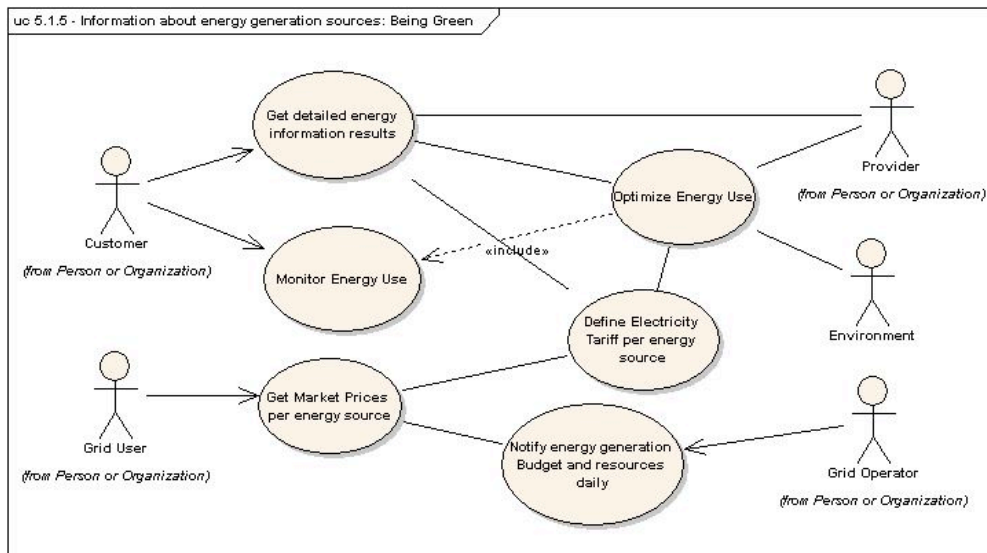 uc 5.1.5 - Information about energy generation sources: Being Green
Get detailed energy
information results
Provider
(from Person or Organization)
Customer
(from Person or Organization)
Optimize Energy Use
«include»
Monitor Energy Use
Environment
Define Electricity
Tariff per energy
source
Grid User
(from Person or Organization)
Get Market Prices
per energy source
Notify energy generation
Budget and resources
daily
Grid Operator
(from Person or Organization)